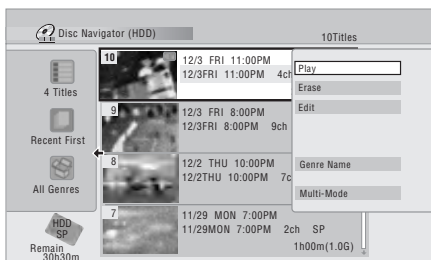 Disc Navigator (HDD)
10Titles
4 Titles
Recent First
All Genres
HDD
SP
Remain
30h30m
10
12/3 FRI 11:00PM
12/3FRI 11:00PM 4ch
9
12/3 FRI 8:00PM
12/3FRI 8:00PM 9ch
8
12/2 THU 10:00PM
12/2THU 10:00PM 7c
7
11/29 MON 7:00PM
11/29MON 7:00PM 2ch SP
1h00m(1.0G)
Play
Erase
Edit
Genre Name
Multi-Mode